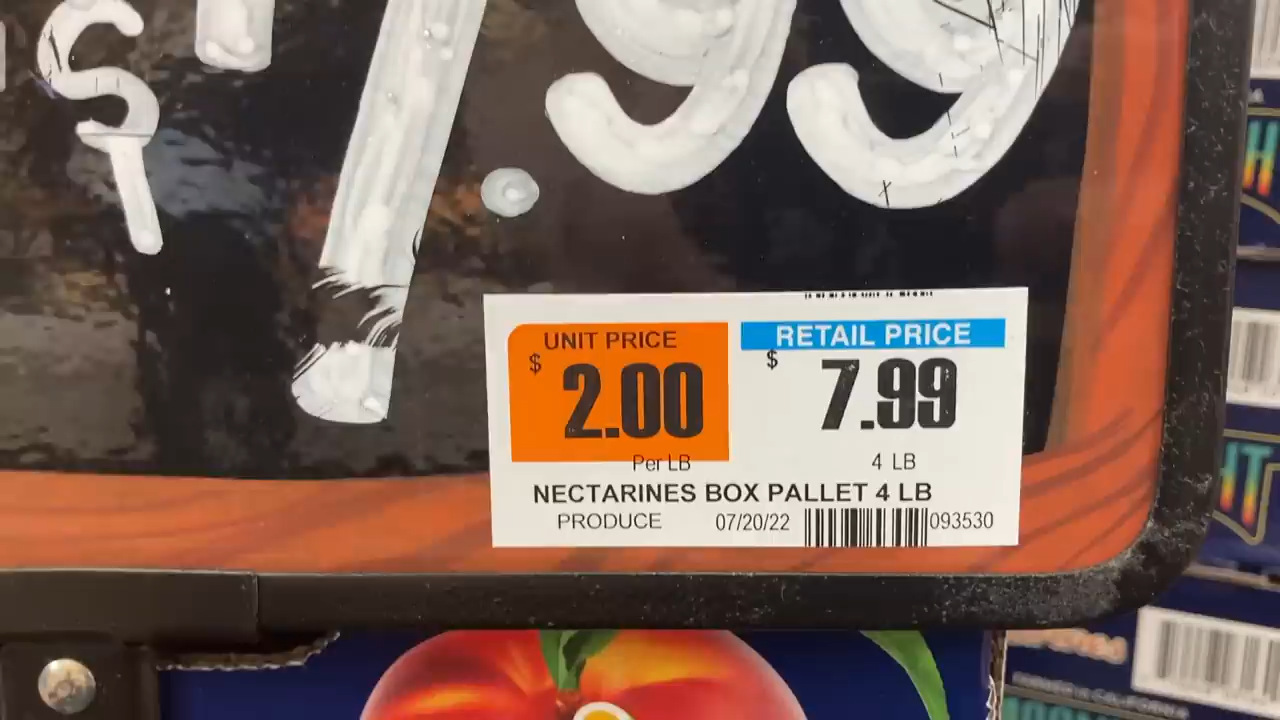 $7.99
UNIT PRICE
RETAIL PRICE
$ 2.00
$ 7.99
Per LB
4 LB
NECTARINES BOX PALLET 4 LB
PRODUCE 07/20/22 093530